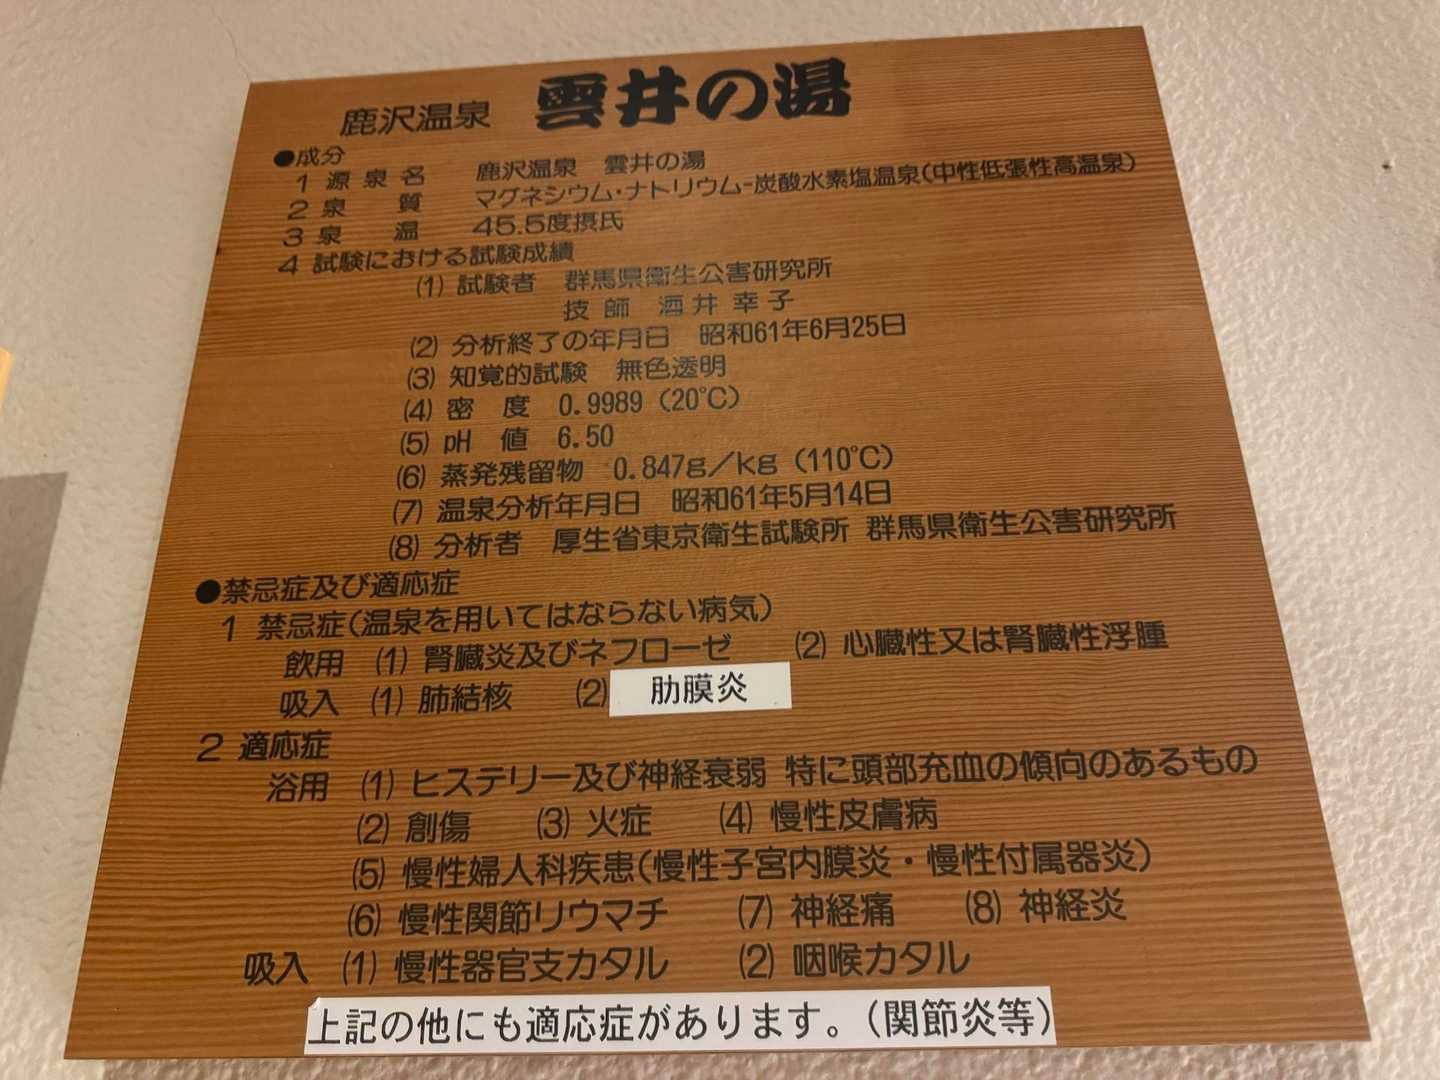 鹿沢温泉 雲井の湯
●成分
1 源泉名 鹿沢温泉 雲井の湯
2 泉質 マグネシウム・ナトリウム-炭酸水素塩温泉(中性低張性高温泉)
3 泉温 45.5度摂氏
4 試験における試験成績
(1) 試験者 群馬県衛生公害研究所
技師 酒井幸子
(2) 分析終了の年月日 昭和61年6月25日
(3) 知覚的試験 無色透明
(4) 密度 0.9989 (20℃)
(5) pH 値 6.50
(6) 蒸発残留物 0.847g/kg (110℃)
(7) 温泉分析年月日 昭和61年5月14日
(8) 分析者 厚生省東京衛生試験所 群馬県衛生公害研究所
●禁忌症及び適応症
1 禁忌症(温泉を用いてはならない病気)
飲用 (1) 腎臓炎及びネフローゼ (2) 心臓性又は腎臓性浮腫
吸入 (1) 肺結核 (2) 肋膜炎
2 適応症
浴用 (1) ヒステリー及び神経衰弱 特に頭部充血の傾向のあるもの
(2) 創傷 (3) 火症 (4) 慢性皮膚病
(5) 慢性婦人科疾患(慢性子宮内膜炎・慢性付属器炎)
(6) 慢性関節リウマチ (7) 神経痛 (8) 神経炎
吸入 (1) 慢性器官支カタル (2) 咽喉カタル
上記の他にも適応症があります。(関節炎等)